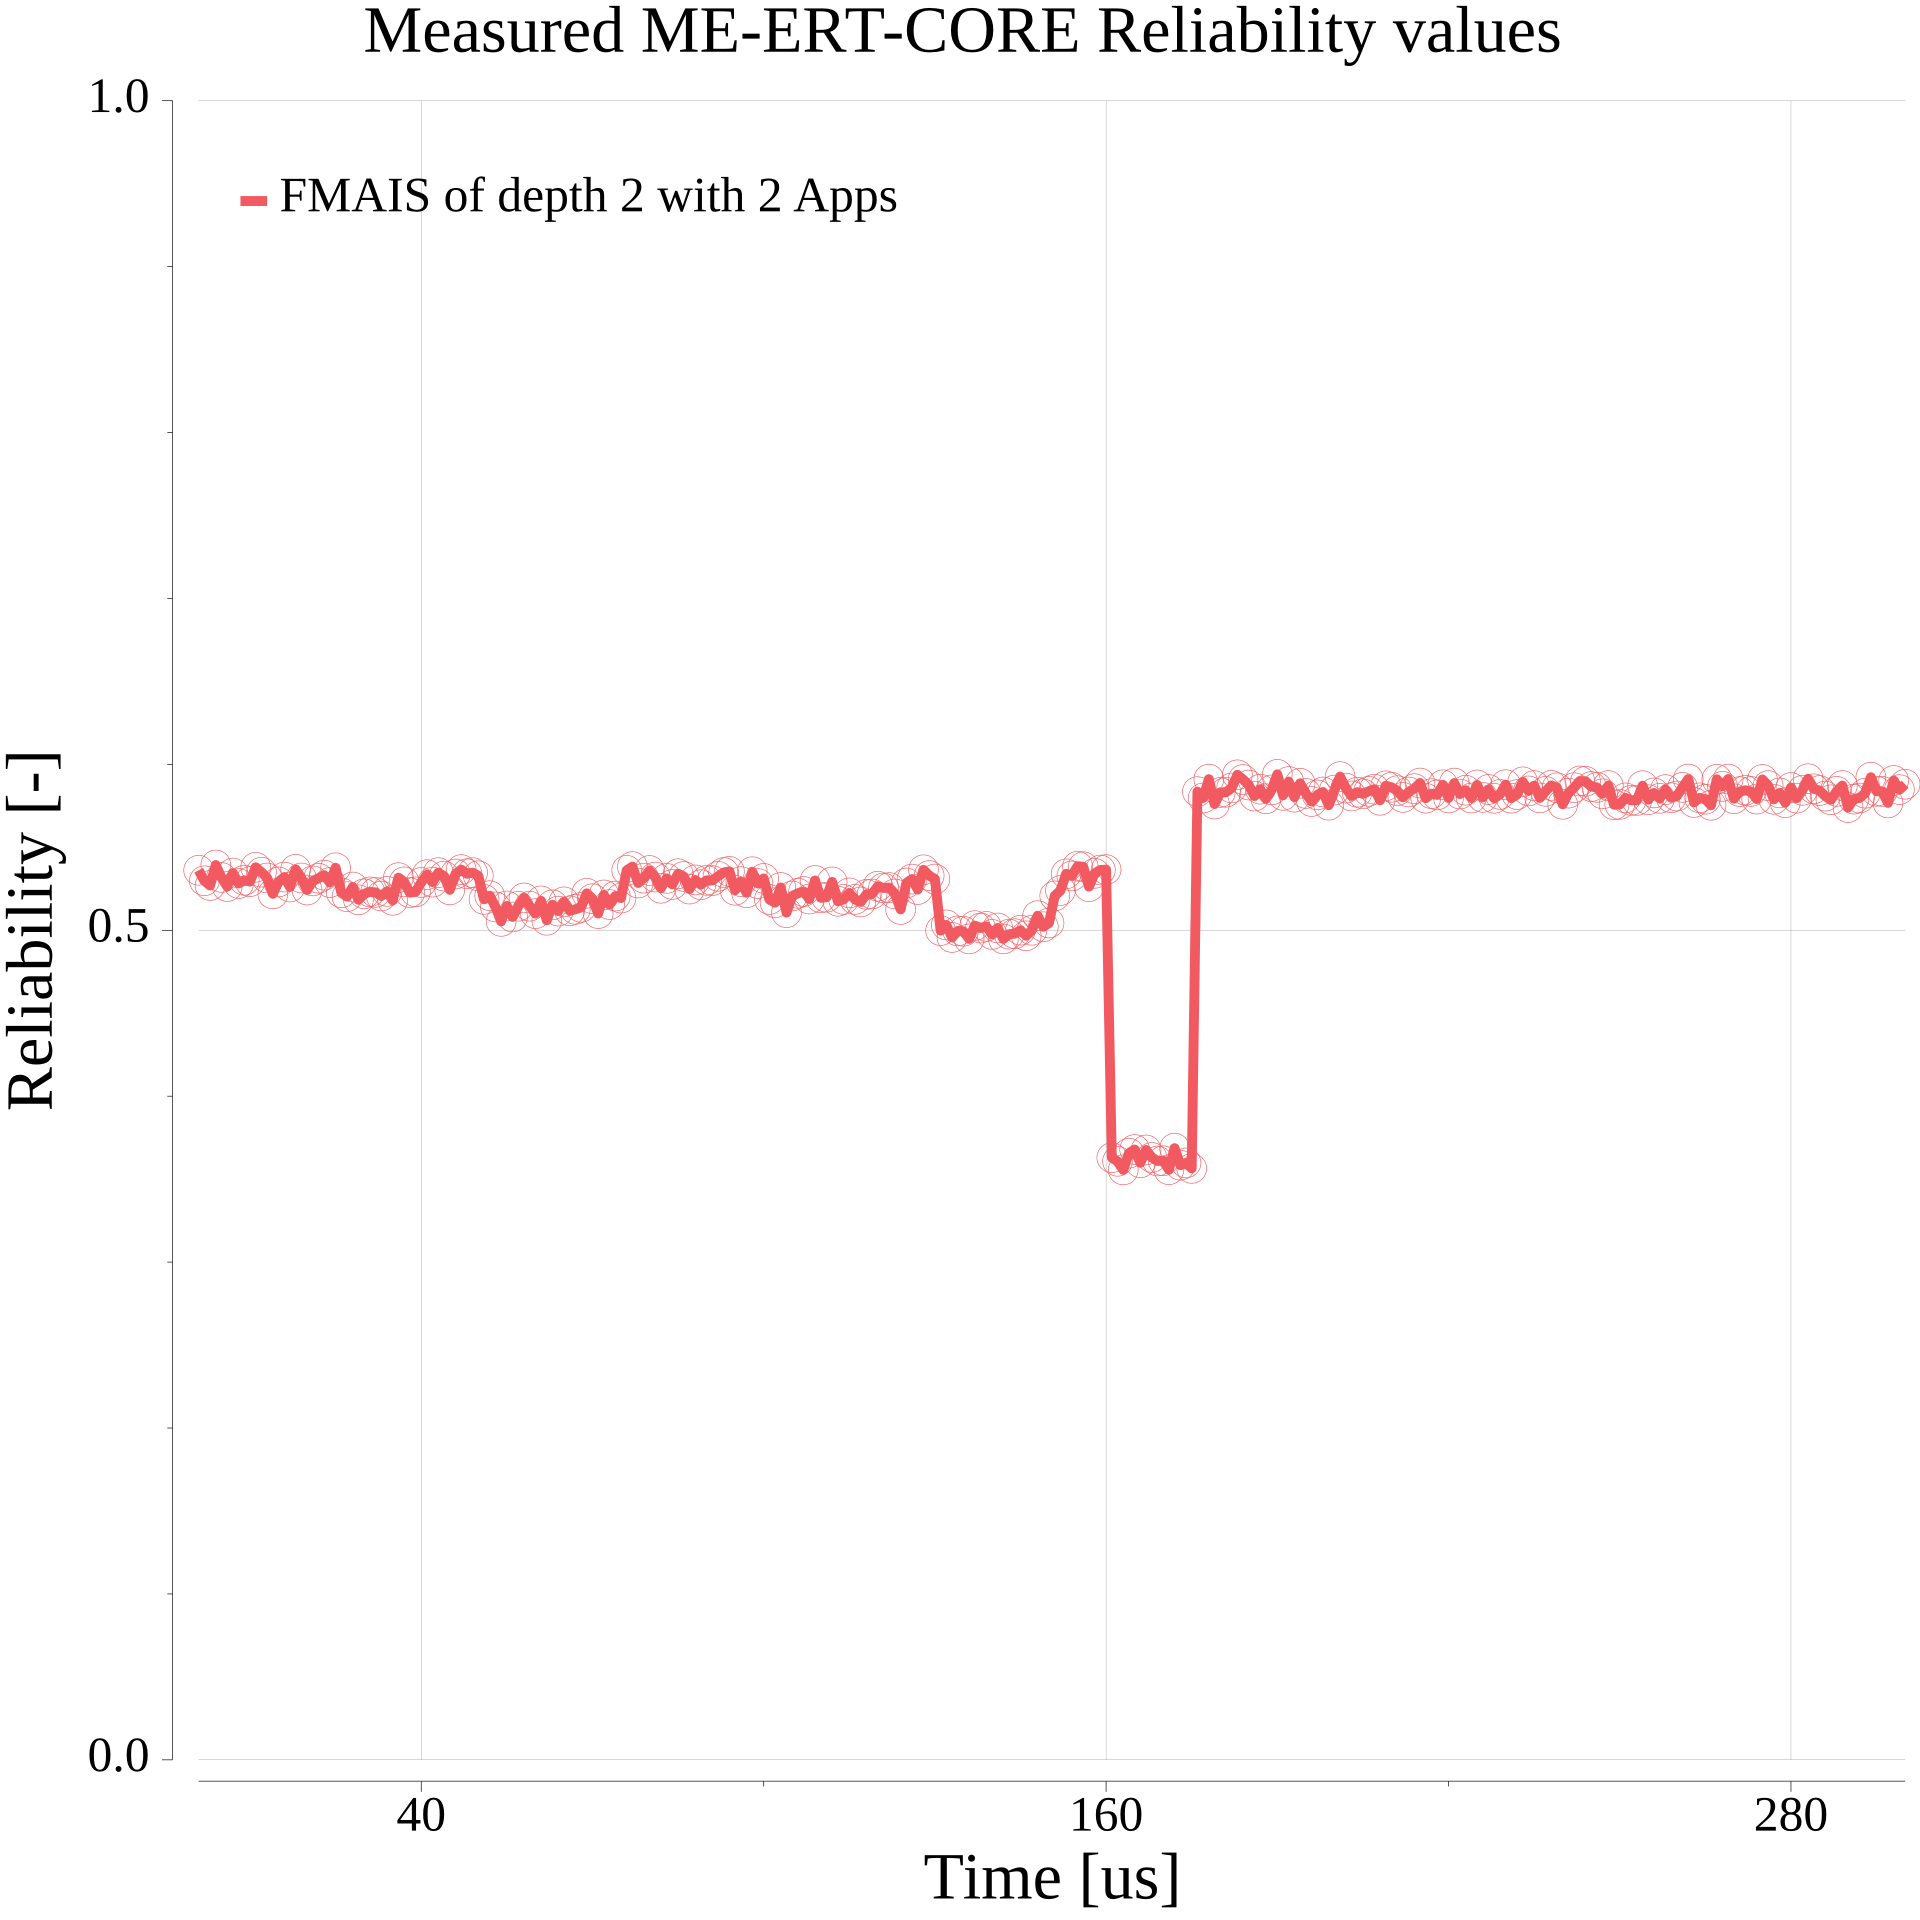 Measured ME-ERT-CORE Reliability values
1.0
FMAIS of depth 2 with 2 Apps
Reliability [-]
0.5
0.0
40 160 280
Time [us]